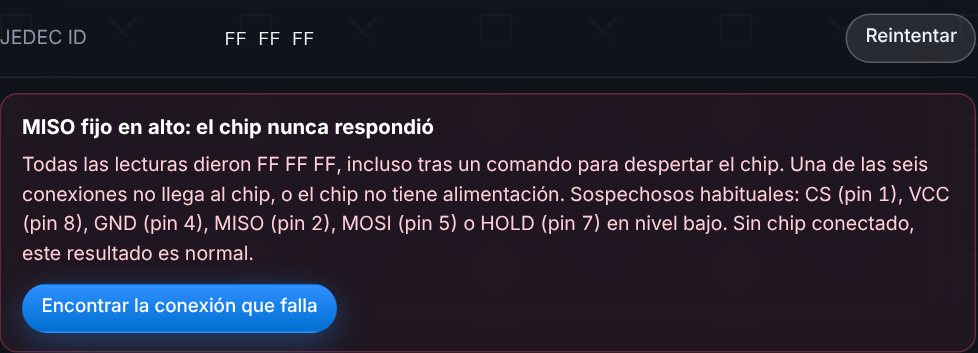 JEDEC ID FF FF FF Reintentar
MISO fijo en alto: el chip nunca respondió
Todas las lecturas dieron FF FF FF, incluso tras un comando para despertar el chip. Una de las seis
conexiones no llega al chip, o el chip no tiene alimentación. Sospechosos habituales: CS (pin 1), VCC
(pin 8), GND (pin 4), MISO (pin 2), MOSI (pin 5) o HOLD (pin 7) en nivel bajo. Sin chip conectado,
este resultado es normal.
Encontrar la conexión que falla